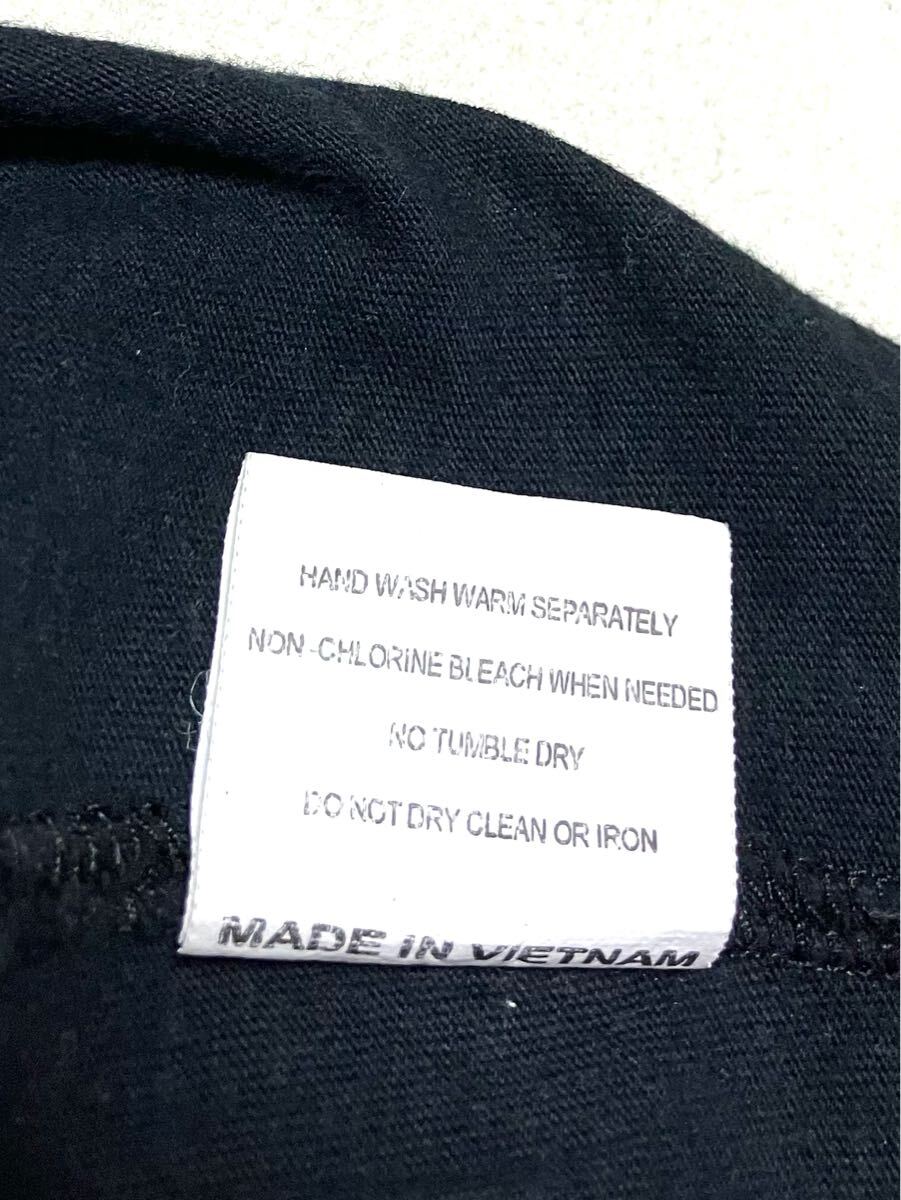 HAND WASH WARM SEPARATELY
NON-CHLORINE BLEACH WHEN NEEDED
NO TUMBLE DRY
DO NOT DRY CLEAN OR IRON
MADE IN VIETNAM